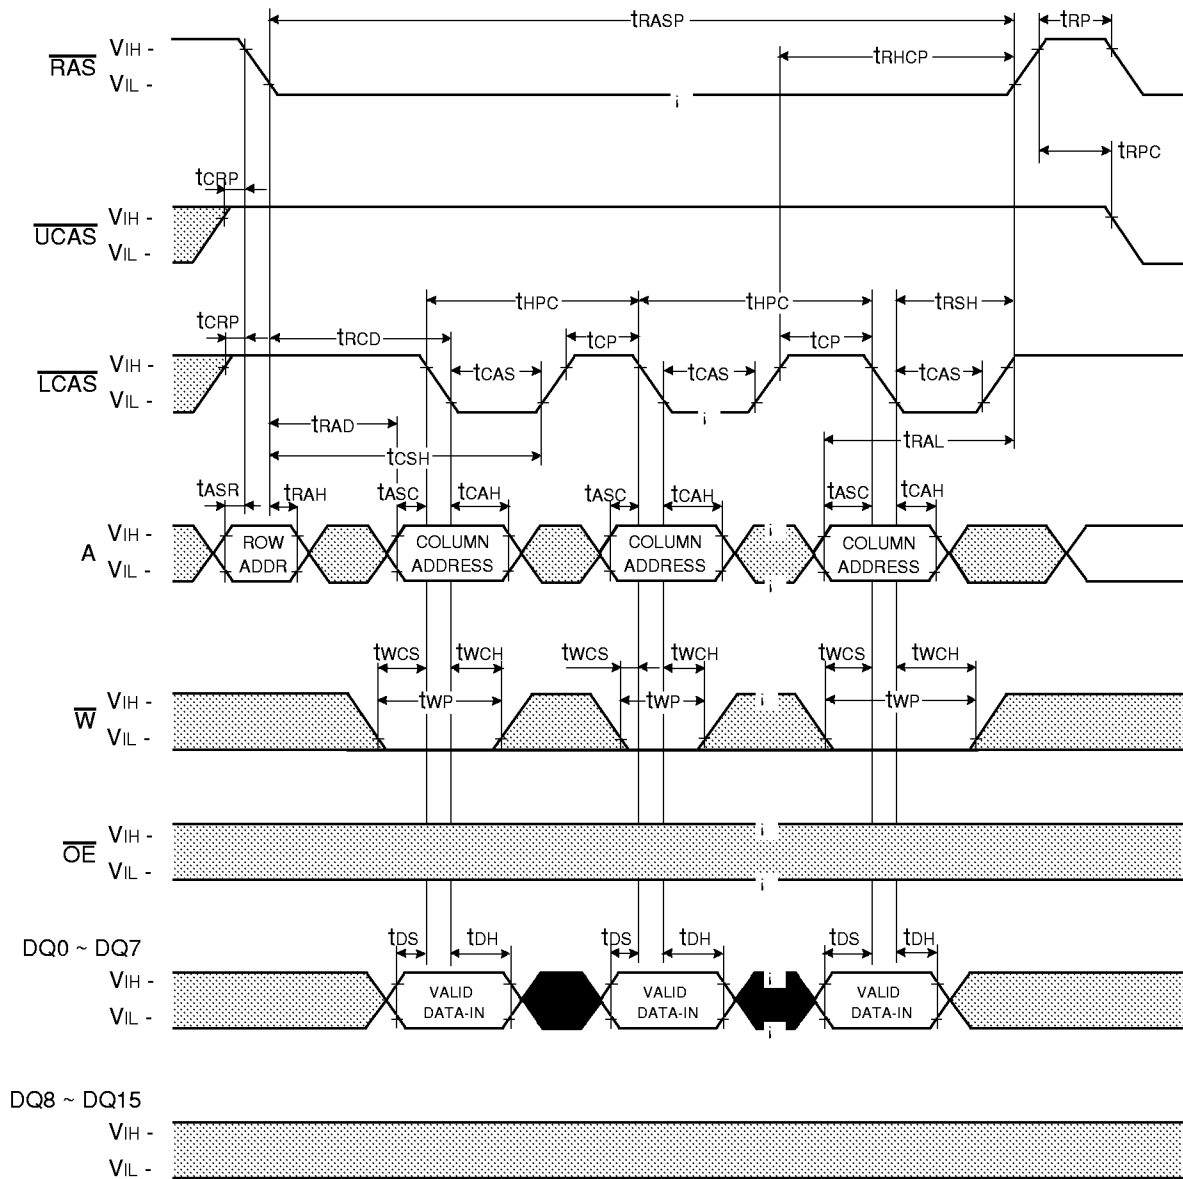 tRASP
tRP
RAS
VIH -
tRHCP
VIL -
tCRP
tRPC
UCAS
VIH -
VIL -
tHPC
tHPC
tRSH
tCRP
tRCD
tCP
tCP
LCAS
VIH -
tCAS
tCAS
tCAS
VIL -
tRAD
tRAL
tCSH
tASR
tRAH
tASC
tCAH
tASC
tCAH
tASC
tCAH
A
VIH -
VIL -
ROW
ADDR
COLUMN
ADDRESS
COLUMN
ADDRESS
COLUMN
ADDRESS
tWCS
tWCH
tWCS
tWCH
tWCS
tWCH
W
VIH -
tWP
tWP
tWP
VIL -
OE
VIH -
VIL -
DQ0 ~ DQ7
tDS
tDH
tDS
tDH
tDS
tDH
VIH -
VIL -
VALID
DATA-IN
VALID
DATA-IN
VALID
DATA-IN
DQ8 ~ DQ15
VIH -
VIL -